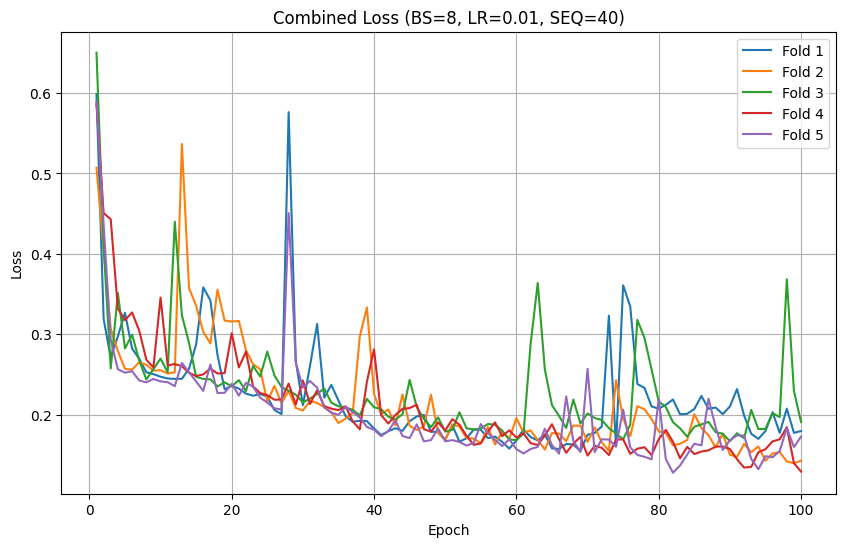 Combined Loss (BS=8, LR=0.01, SEQ=40)
Fold 1
Fold 2
Fold 3
Fold 4
Fold 5
0.6
0.5
0.4
0.3
0.2
Loss
0 20 40 60 80 100
Epoch